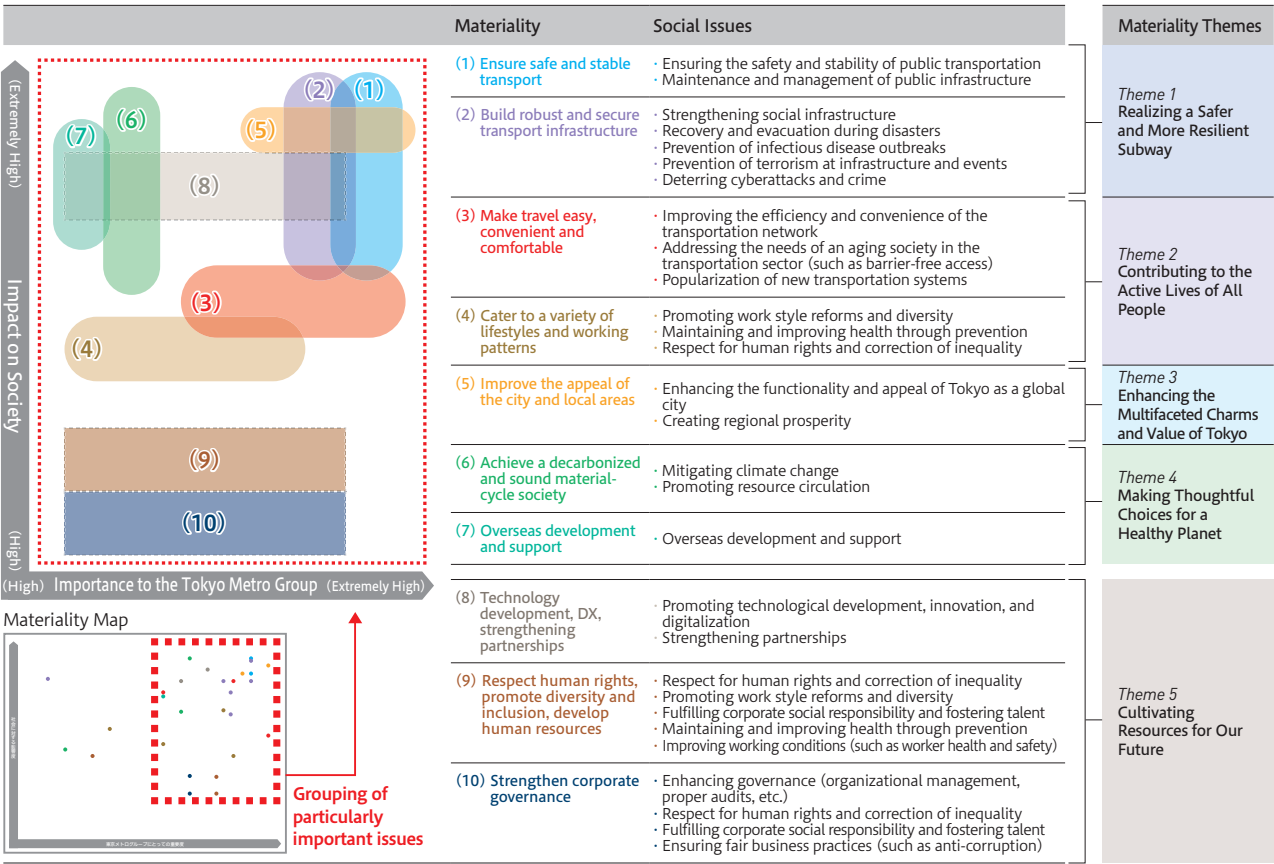 Materiality
Social Issues
Materiality Themes
(Extremely High)
Impact on Society
(High)
(1)
(2)
(5)
(6)
(7)
(8)
(3)
(4)
(9)
(10)
(High) Importance to the Tokyo Metro Group (Extremely High)
Materiality Map
東京メトログループにとっての重要度
Grouping of
particularly
important issues
(1) Ensure safe and stable
transport
· Ensuring the safety and stability of public transportation
· Maintenance and management of public infrastructure
(2) Build robust and secure
transport infrastructure
· Strengthening social infrastructure
· Recovery and evacuation during disasters
· Prevention of infectious disease outbreaks
· Prevention of terrorism at infrastructure and events
· Deterring cyberattacks and crime
Theme 1
Realizing a Safer
and More Resilient
Subway
(3) Make travel easy,
convenient and
comfortable
· Improving the efficiency and convenience of the
transportation network
· Addressing the needs of an aging society in the
transportation sector (such as barrier-free access)
· Popularization of new transportation systems
(4) Cater to a variety of
lifestyles and working
patterns
· Promoting work style reforms and diversity
· Maintaining and improving health through prevention
· Respect for human rights and correction of inequality
Theme 2
Contributing to the
Active Lives of All
People
(5) Improve the appeal of
the city and local areas
· Enhancing the functionality and appeal of Tokyo as a global
city
· Creating regional prosperity
Theme 3
Enhancing the
Multifaceted Charms
and Value of Tokyo
(6) Achieve a decarbonized
and sound material-
cycle society
· Mitigating climate change
· Promoting resource circulation
(7) Overseas development
and support
· Overseas development and support
Theme 4
Making Thoughtful
Choices for a
Healthy Planet
(8) Technology
development, DX,
strengthening
partnerships
· Promoting technological development, innovation, and
digitalization
· Strengthening partnerships
(9) Respect human rights,
promote diversity and
inclusion, develop
human resources
· Respect for human rights and correction of inequality
· Promoting work style reforms and diversity
· Fulfilling corporate social responsibility and fostering talent
· Maintaining and improving health through prevention
· Improving working conditions (such as worker health and safety)
(10) Strengthen corporate
governance
· Enhancing governance (organizational management,
proper audits, etc.)
· Respect for human rights and correction of inequality
· Fulfilling corporate social responsibility and fostering talent
· Ensuring fair business practices (such as anti-corruption)
Theme 5
Cultivating
Resources for Our
Future